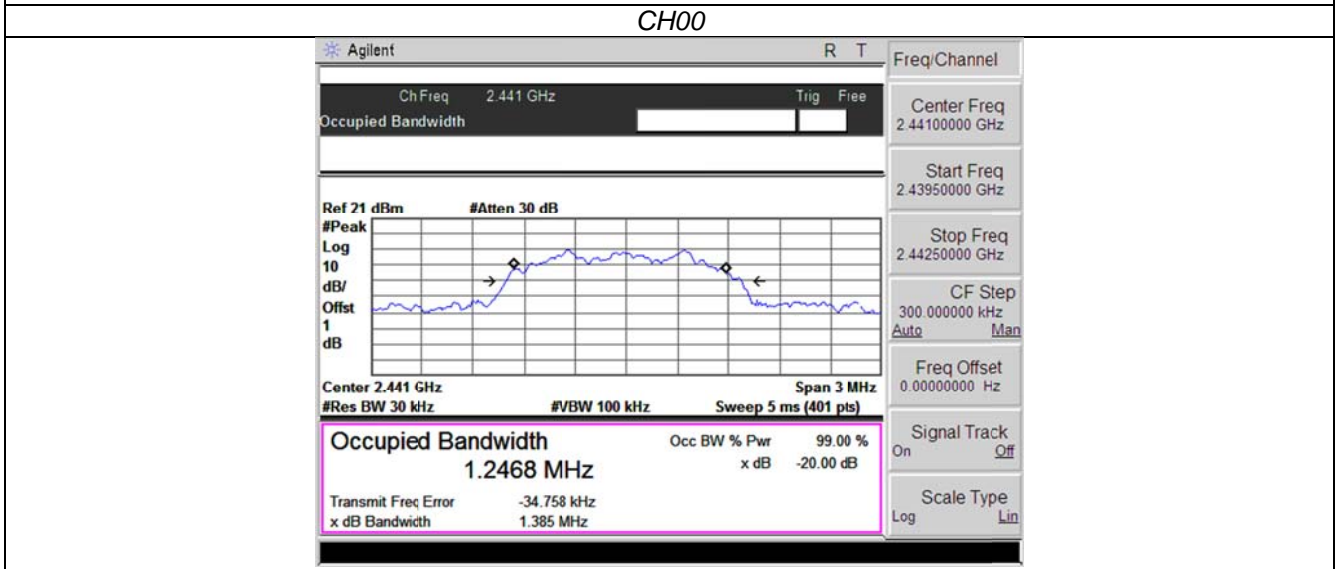 CH00
Agilent R T
Ch Freq 2.441 GHz Trig Free
Occupied Bandwidth
Ref 21 dBm #Atten 30 dB
#Peak
Log
10
dB/
Offst
1
dB
Center 2.441 GHz Span 3 MHz
#Res BW 30 kHz #VBW 100 kHz Sweep 5 ms (401 pts)
Occupied Bandwidth Occ BW % Pwr 99.00 %
1.2468 MHz x dB -20.00 dB
Transmit Freq Error -34.758 kHz
x dB Bandwidth 1.385 MHz
Freq/Channel
Center Freq
2.44100000 GHz
Start Freq
2.43950000 GHz
Stop Freq
2.44250000 GHz
CF Step
300.000000 kHz
Auto Man
Freq Offset
0.00000000 Hz
Signal Track
On Off
Scale Type
Log Lin